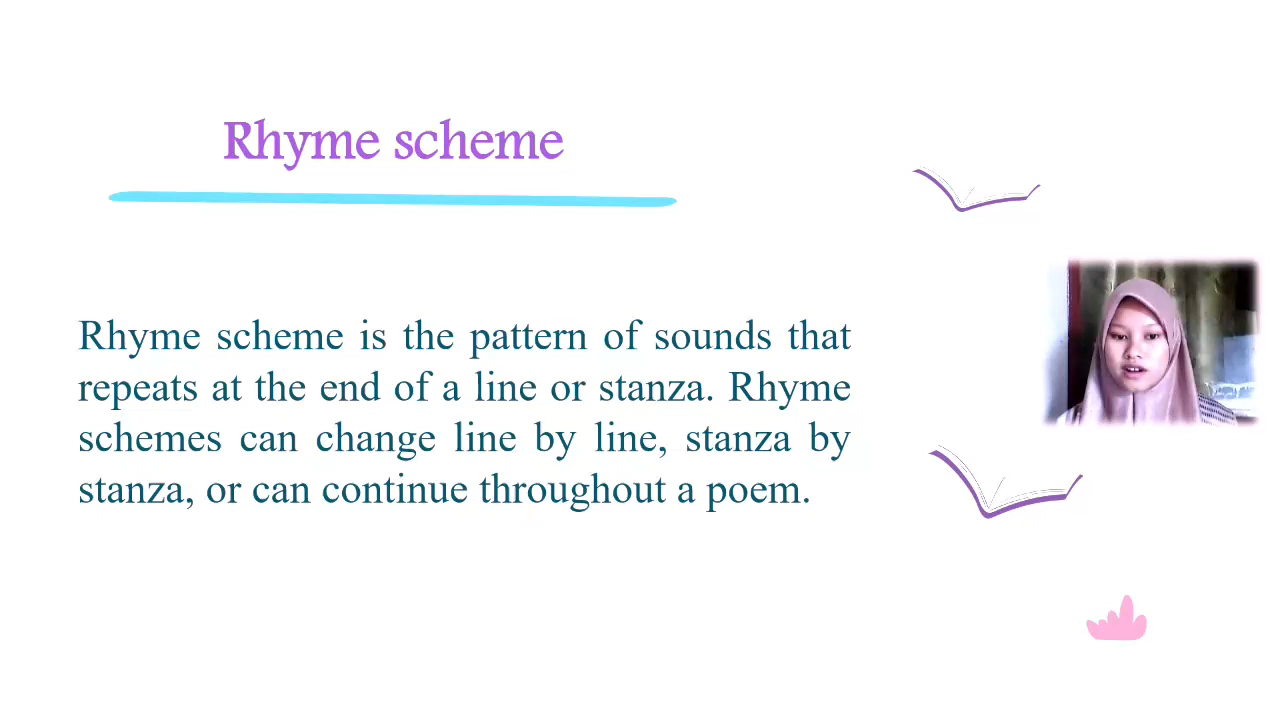 Rhyme scheme
Rhyme scheme is the pattern of sounds that
repeats at the end of a line or stanza. Rhyme
schemes can change line by line, stanza by
stanza, or can continue throughout a poem.